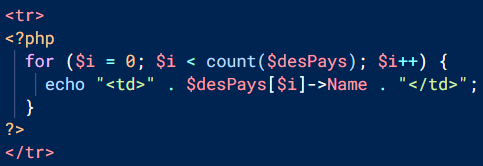 <tr>
<?php
for ($i = 0; $i < count($desPays); $i++) {
echo "<td>" . $desPays[$i]->Name . "</td>";
}
?>
</tr>